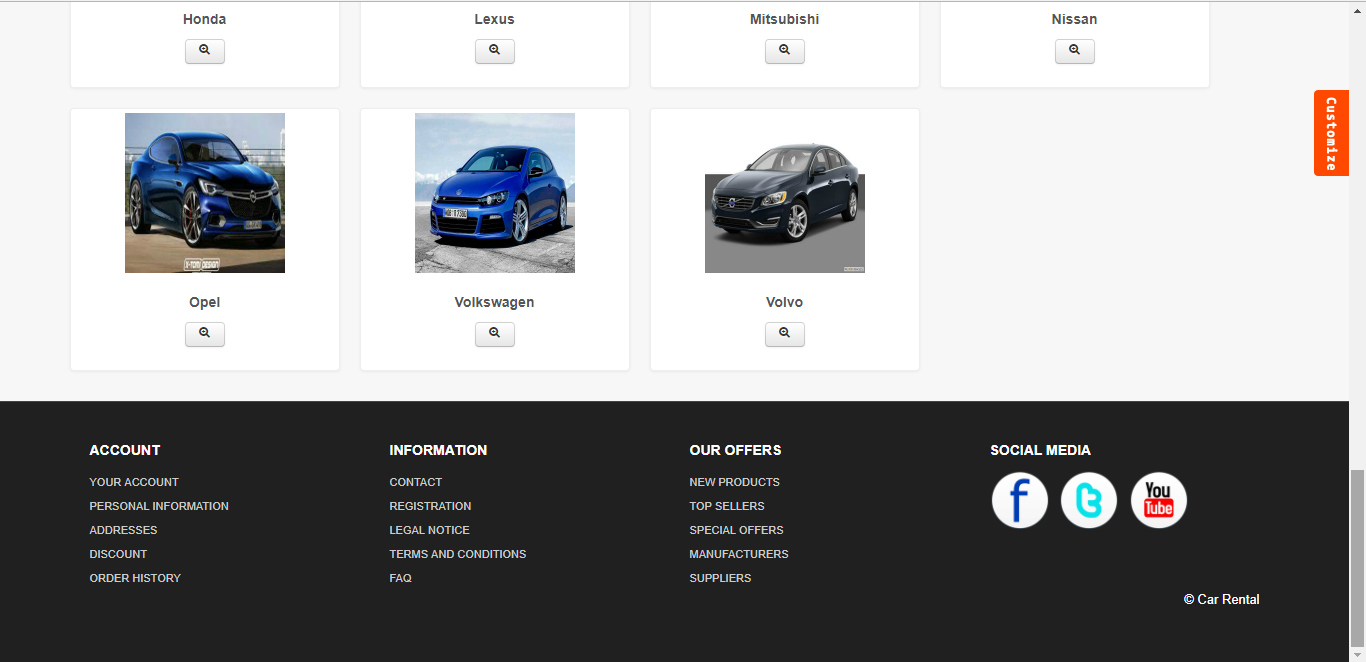 Honda
Lexus
Mitsubishi
Nissan
Customize
X-TOMI DESIGN
Opel
Volkswagen
Volvo
ACCOUNT
YOUR ACCOUNT
PERSONAL INFORMATION
ADDRESSES
DISCOUNT
ORDER HISTORY
INFORMATION
CONTACT
REGISTRATION
LEGAL NOTICE
TERMS AND CONDITIONS
FAQ
OUR OFFERS
NEW PRODUCTS
TOP SELLERS
SPECIAL OFFERS
MANUFACTURERS
SUPPLIERS
SOCIAL MEDIA
You
Tube
© Car Rental